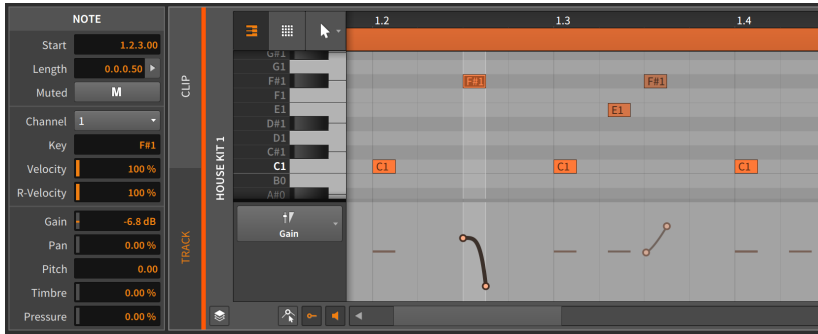 NOTE
Start 1.2.3.00
Length 0.0.0.50
Muted M
Channel 1
Key F#1
Velocity 100 %
R-Velocity 100 %
Gain -6.8 dB
Pan 0.00 %
Pitch 0.00
Timbre 0.00 %
Pressure 0.00 %
CLIP
TRACK
HOUSE KIT 1
1.2 1.3 1.4
G#1
G1
F#1 F#1 F#1
F1
E1 E1
D#1
D1
C#1
C1 C1 C1 C1
B0
A#0
Gain